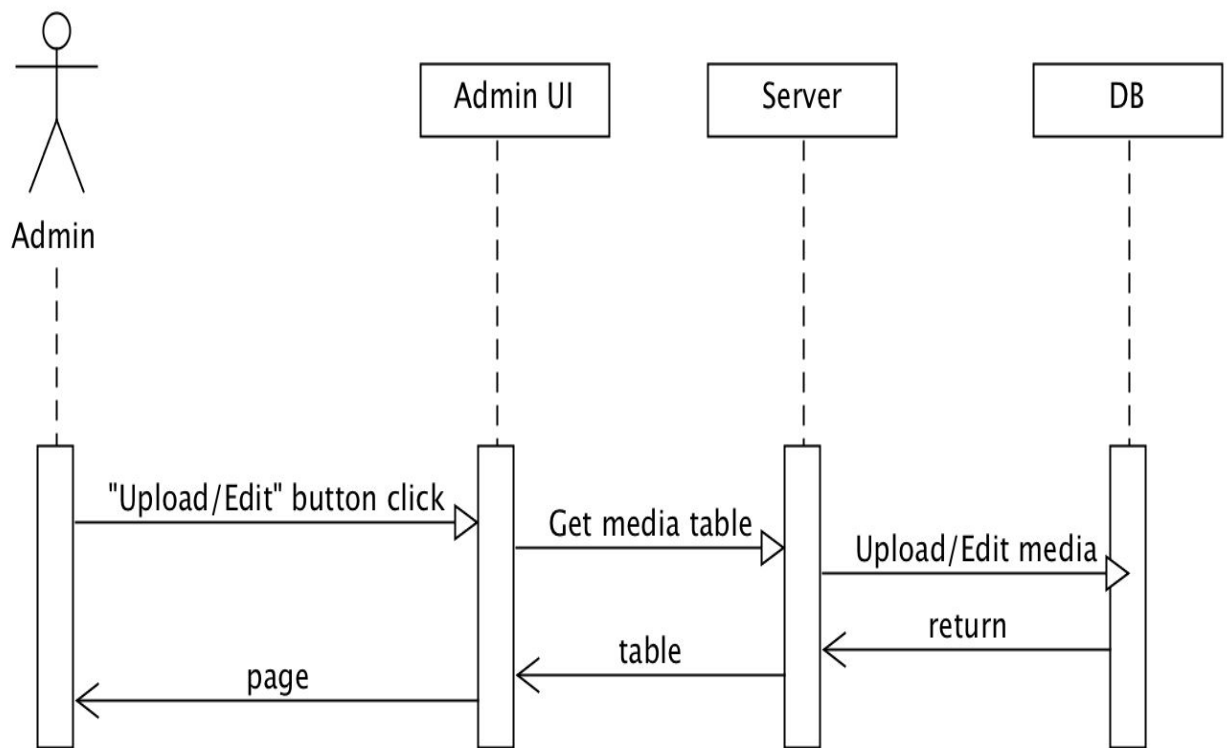 Admin UI
Server
DB
Admin
"Upload/Edit" button click
Get media table
Upload/Edit media
return
table
page